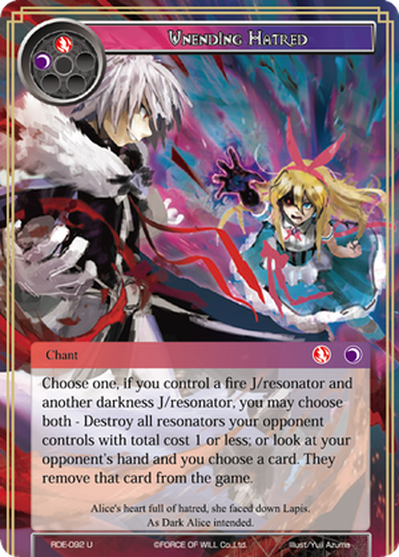 Unending Hatred
Chant
Choose one, if you control a fire J/resonator and
another darkness J/resonator, you may choose
both - Destroy all resonators your opponent
controls with total cost 1 or less; or look at your
opponent's hand and you choose a card. They
remove that card from the game.
Alice's heart full of hatred, she faced down Lapis.
As Dark Alice intended.
RDE-092 U ©FORCE OF WILL Co.,Ltd. Illust/Yuji Azuma